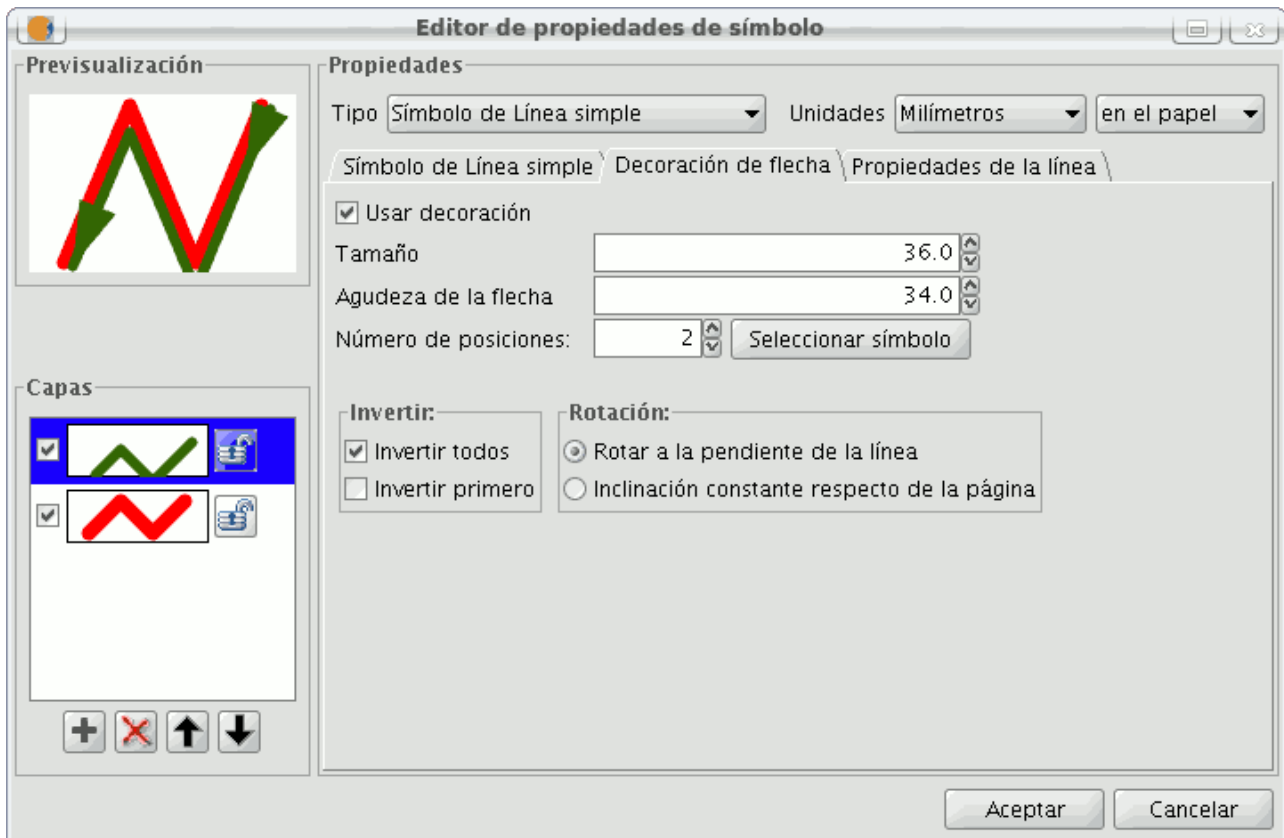 Editor de propiedades de símbolo
Previsualización
Propiedades
Tipo Símbolo de Línea simple Unidades Milímetros en el papel
Símbolo de Línea simple Decoración de flecha Propiedades de la línea
Usar decoración
Tamaño 36.0
Agudeza de la flecha 34.0
Número de posiciones: 2 Seleccionar símbolo
Capas
Invertir: Rotación:
Invertir todos Rotar a la pendiente de la línea
Invertir primero Inclinación constante respecto de la página
Aceptar Cancelar